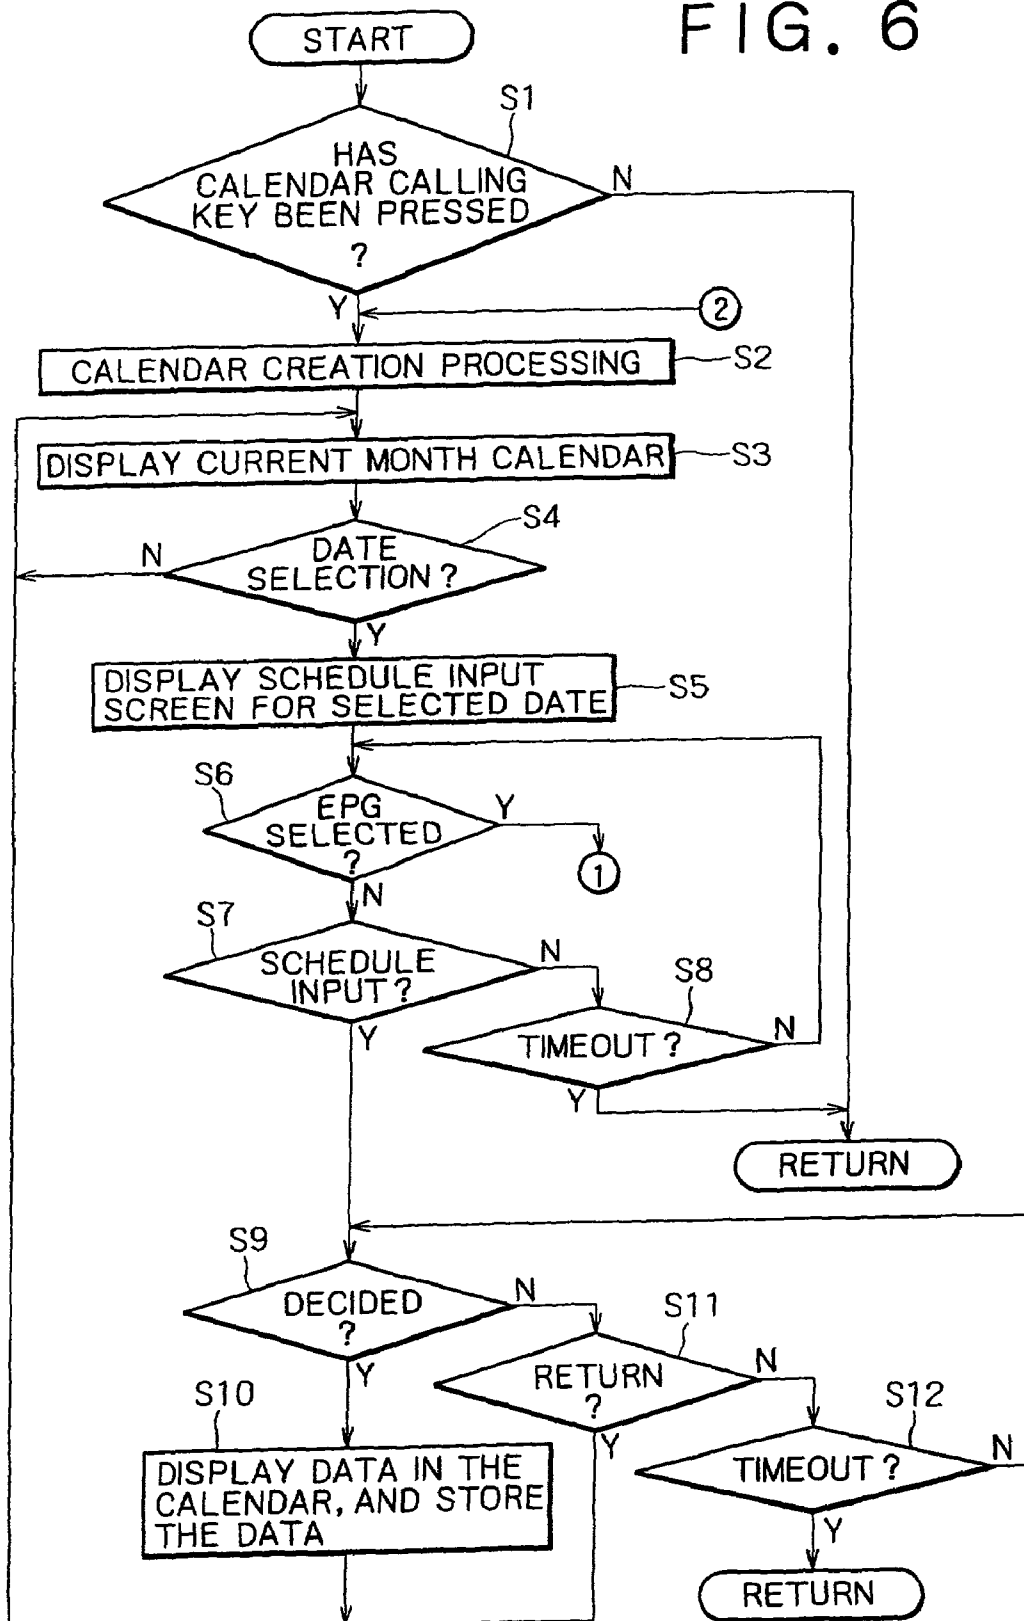 FIG. 6
START
S1
HAS
CALENDAR CALLING
KEY BEEN PRESSED
?
N
Y
2
CALENDAR CREATION PROCESSING
S2
DISPLAY CURRENT MONTH CALENDAR
S3
S4
DATE
SELECTION ?
N
Y
DISPLAY SCHEDULE INPUT
SCREEN FOR SELECTED DATE
S5
S6
EPG
SELECTED
?
Y
1
N
S7
SCHEDULE
INPUT ?
N
Y
S8
TIMEOUT ?
N
Y
RETURN
S9
DECIDED
?
N
Y
S11
RETURN
?
N
Y
S10
DISPLAY DATA IN THE
CALENDAR, AND STORE
THE DATA
S12
TIMEOUT ?
N
Y
RETURN